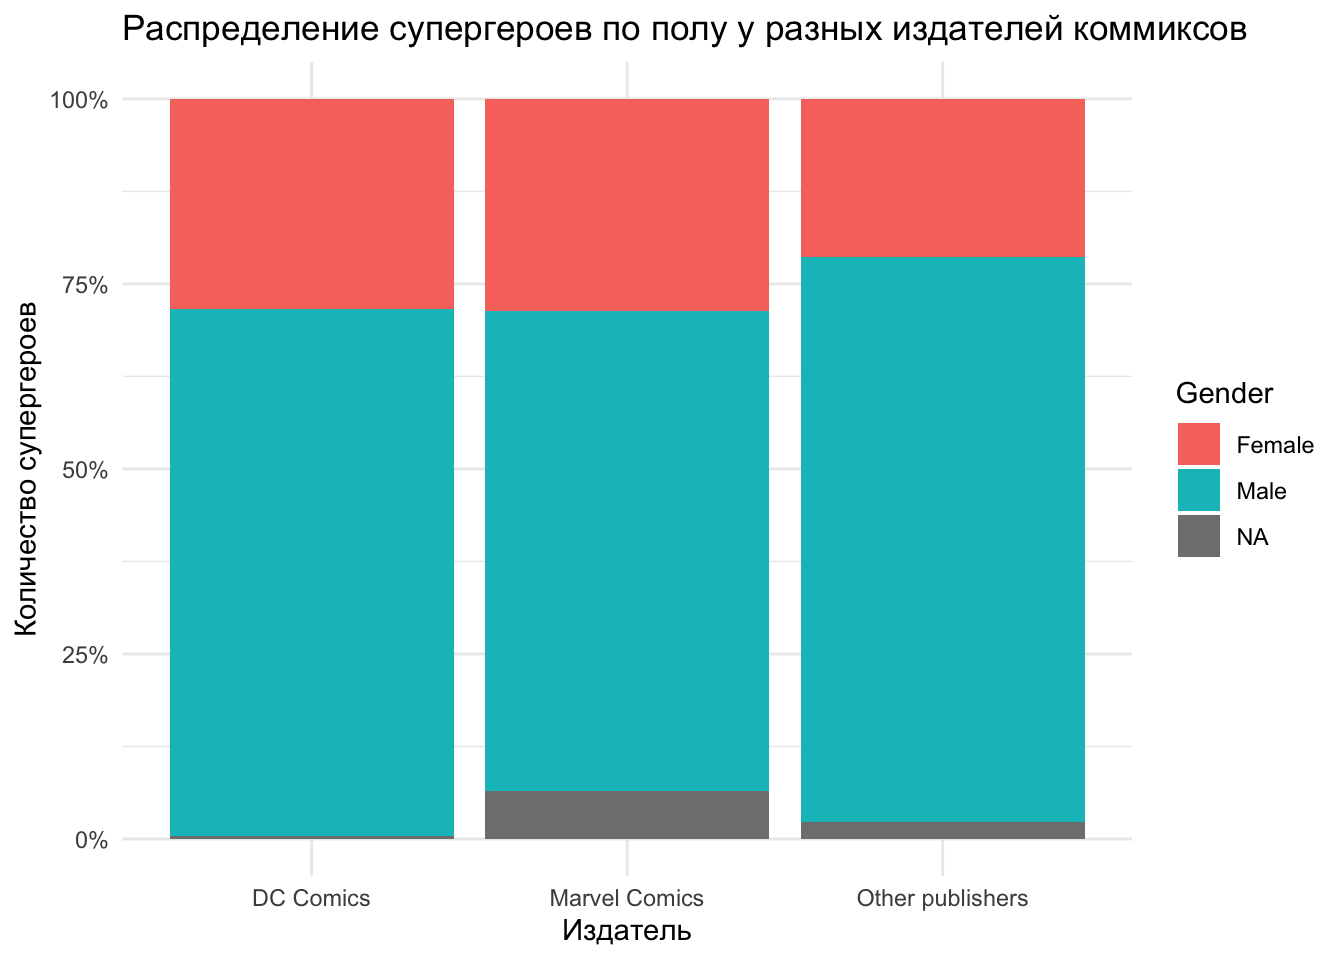 Распределение супергероев по полу у разных издателей коммиксов
100%
75%
50%
25%
0%
Количество супергероев
DC Comics
Marvel Comics
Other publishers
Издатель
Gender
Female
Male
NA